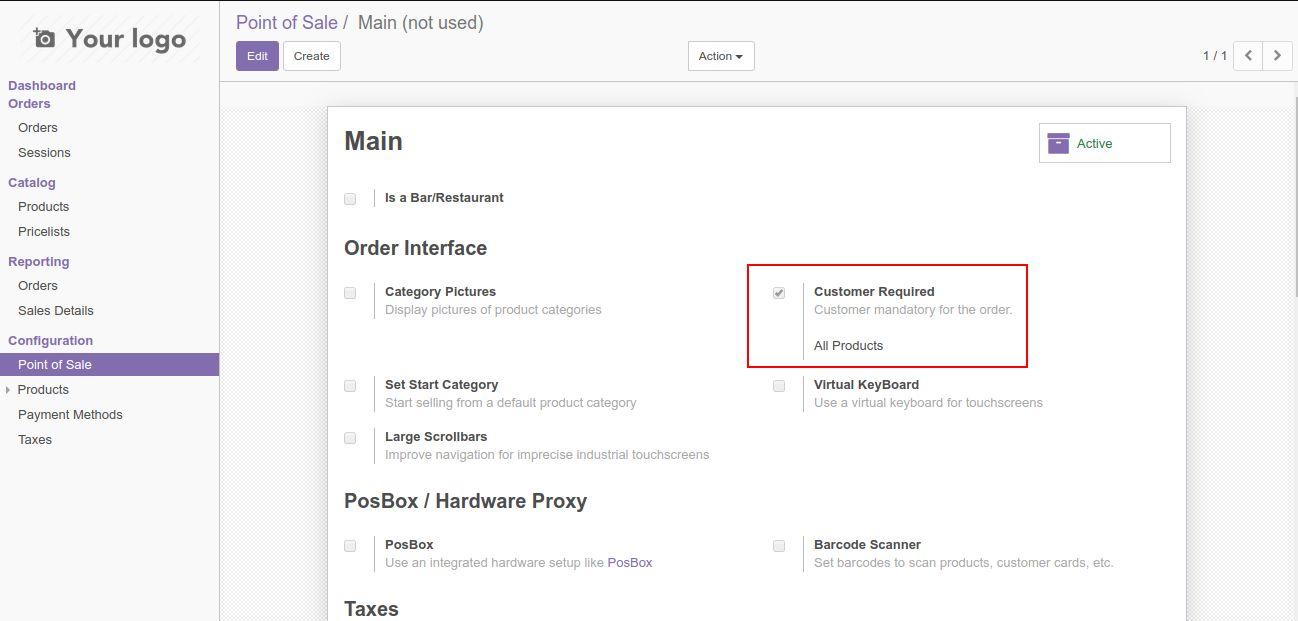 Your logo
Dashboard
Orders
Orders
Sessions
Catalog
Products
Pricelists
Reporting
Orders
Sales Details
Configuration
Point of Sale
Products
Payment Methods
Taxes
Point of Sale / Main (not used)
Edit Create Action 1 / 1
Main
Active
Is a Bar/Restaurant
Order Interface
Category Pictures
Display pictures of product categories
Customer Required
Customer mandatory for the order.
All Products
Set Start Category
Start selling from a default product category
Virtual KeyBoard
Use a virtual keyboard for touchscreens
Large Scrollbars
Improve navigation for imprecise industrial touchscreens
PosBox / Hardware Proxy
PosBox
Use an integrated hardware setup like PosBox
Barcode Scanner
Set barcodes to scan products, customer cards, etc.
Taxes